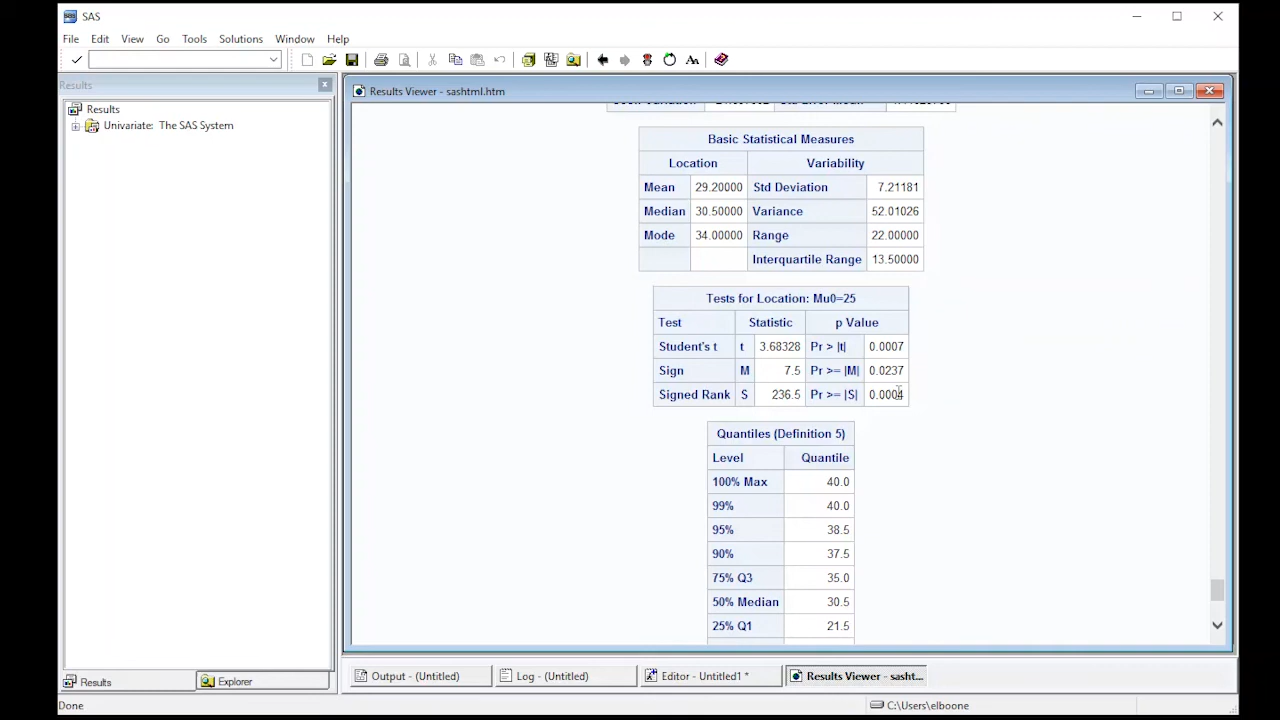 SAS
File Edit View Go Tools Solutions Window Help
Results
Results Viewer - sashtml.htm
Results
Univariate: The SAS System
Basic Statistical Measures
Location Variability
Mean 29.20000 Std Deviation 7.21181
Median 30.50000 Variance 52.01026
Mode 34.00000 Range 22.00000
Interquartile Range 13.50000
Tests for Location: Mu0=25
Test Statistic p Value
Student's t t 3.68328 Pr > |t| 0.0007
Sign M 7.5 Pr >= |M| 0.0237
Signed Rank S 236.5 Pr >= |S| 0.0004
Quantiles (Definition 5)
Level Quantile
100% Max 40.0
99% 40.0
95% 38.5
90% 37.5
75% Q3 35.0
50% Median 30.5
25% Q1 21.5
Results Explorer
Output - (Untitled) Log - (Untitled) Editor - Untitled1 * Results Viewer - sasht...
Done C:\Users\elboone